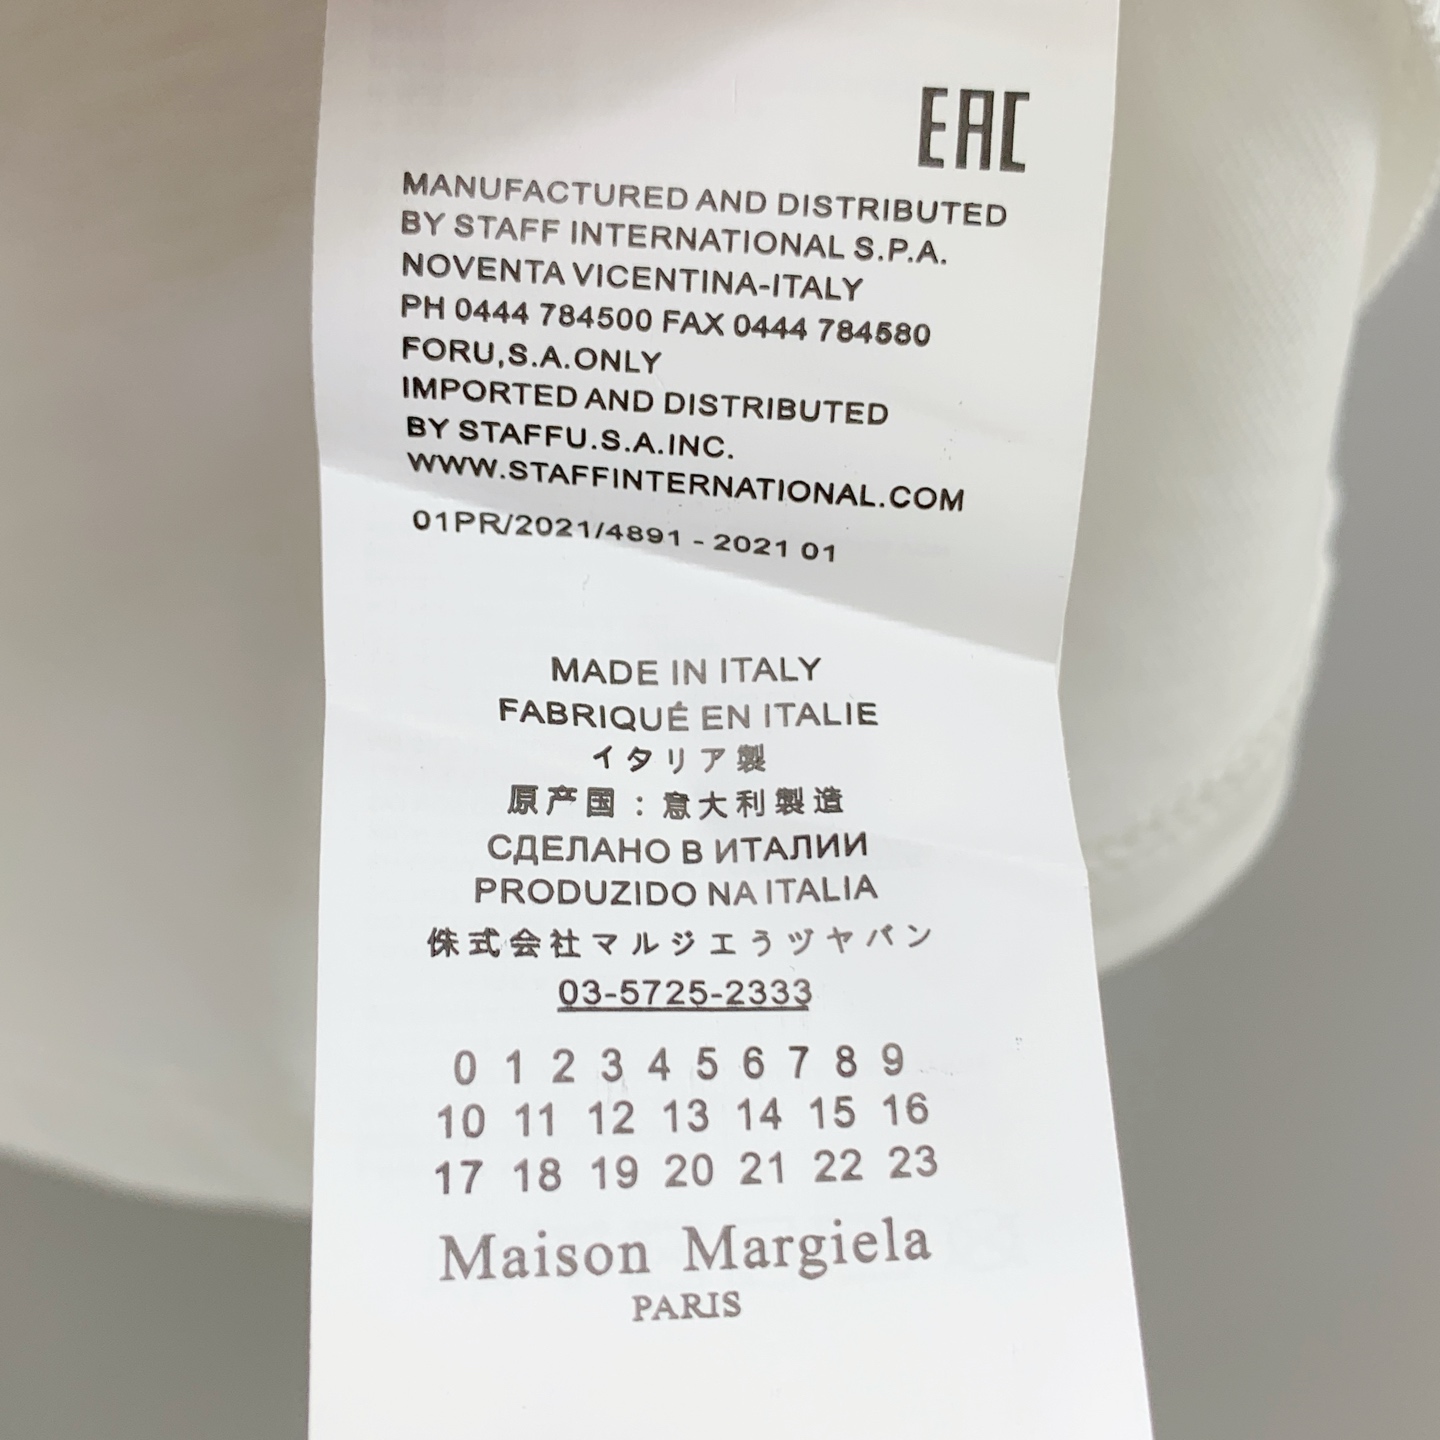 EAC
MANUFACTURED AND DISTRIBUTED
BY STAFF INTERNATIONAL S.P.A.
NOVENTA VICENTINA-ITALY
PH 0444 784500 FAX 0444 784580
FORU,S.A.ONLY
IMPORTED AND DISTRIBUTED
BY STAFFU.S.A.INC.
WWW.STAFFINTERNATIONAL.COM
01PR/2021/4891 - 2021 01
MADE IN ITALY
FABRIQUÉ EN ITALIE
イタリア製
原产国：意大利製造
СДЕЛАНО В ИТАЛИИ
PRODUZIDO NA ITALIA
侏式会社マルジエうヅヤパン
03-5725-2333
0 1 2 3 4 5 6 7 8 9
10 11 12 13 14 15 16
17 18 19 20 21 22 23
Maison Margiela
PARIS